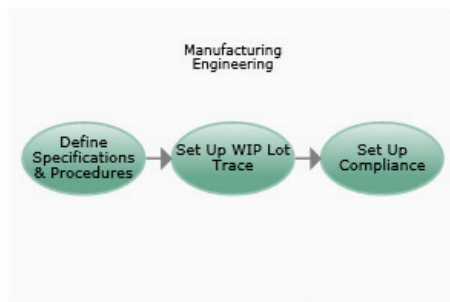 Manufacturing
Engineering
Define
Specifications
& Procedures
Set Up WIP Lot
Trace
Set Up
Compliance